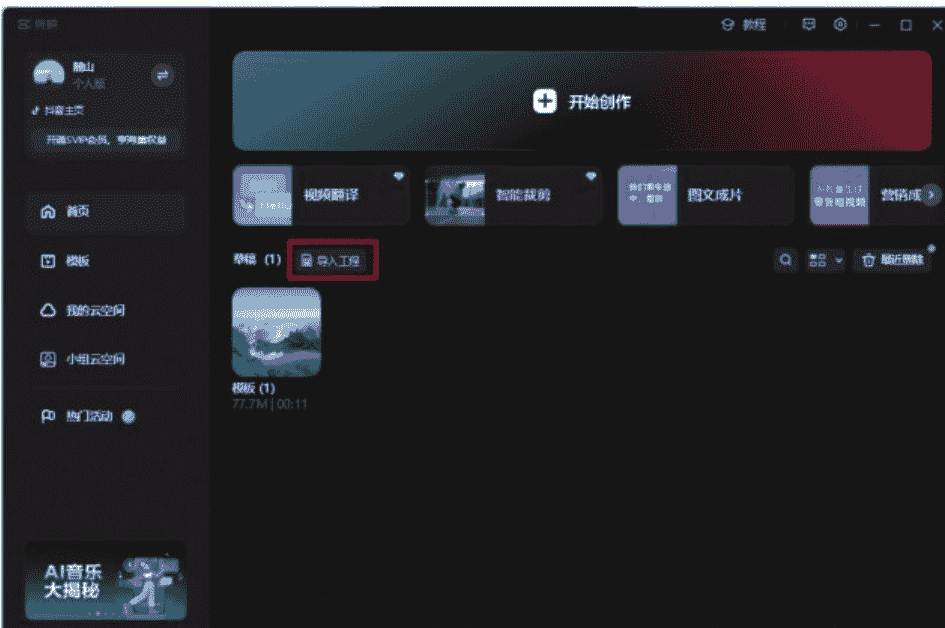 剪映
教程
个人版
抖音主页
开通SVIP会员，享海量权益
首页
模板
我的云空间
小组云空间
热门活动
AI音乐
大揭秘
开始创作
视频翻译
智能裁剪
图文成片
营销成
草稿 (1)
导入工程
最近删除
模板 (1)
77.7M | 00:11